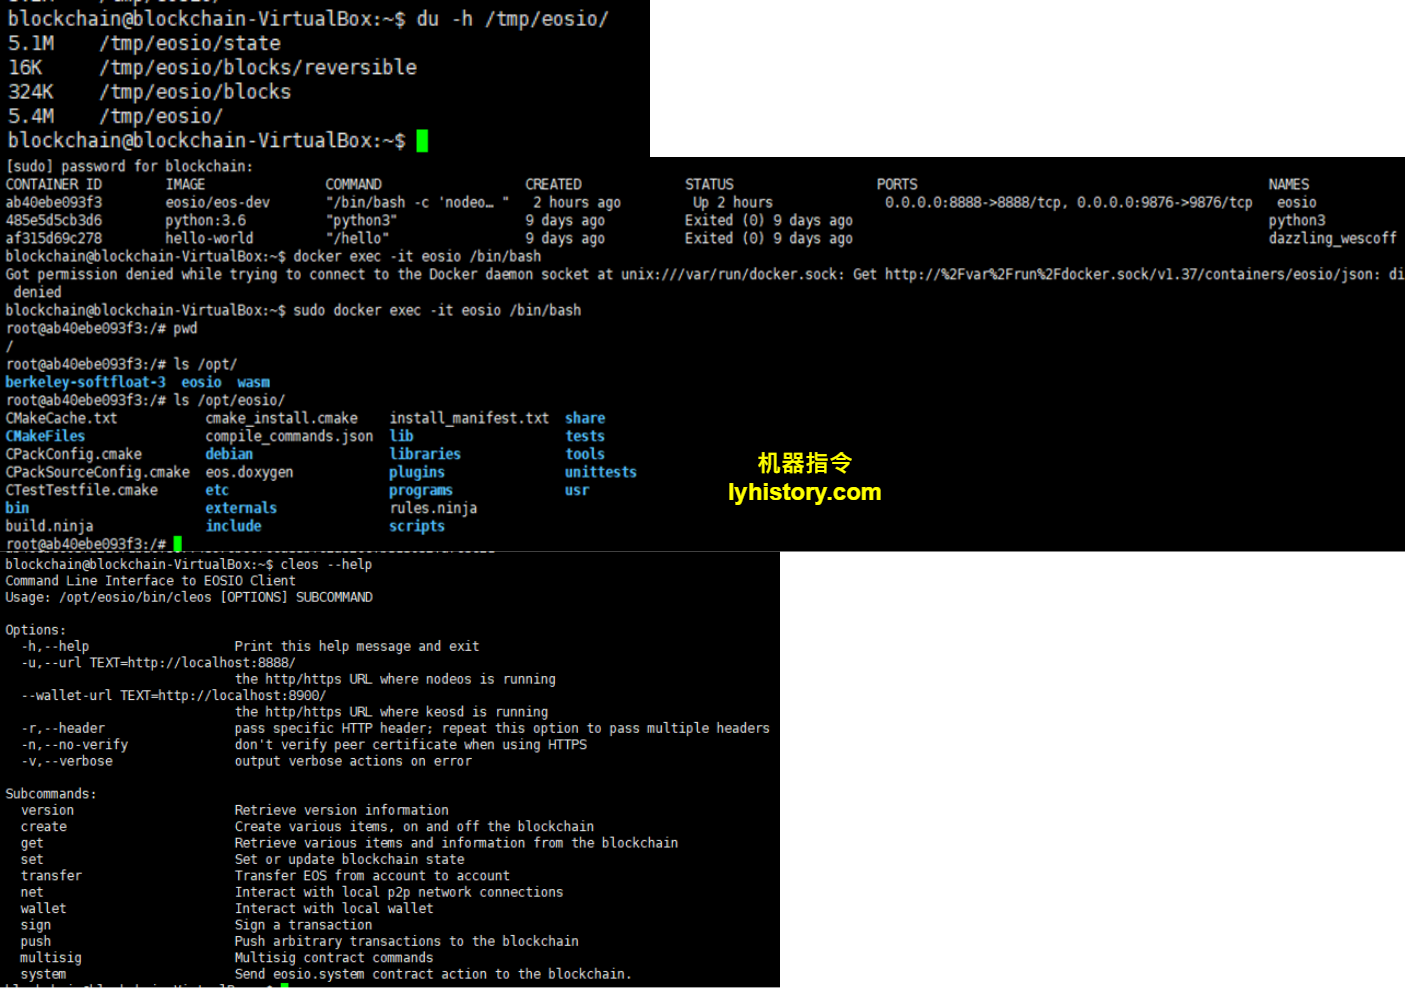 blockchain@blockchain-VirtualBox:~$ du -h /tmp/eosio/
5.1M    /tmp/eosio/state
16K     /tmp/eosio/blocks/reversible
324K    /tmp/eosio/blocks
5.4M    /tmp/eosio/
blockchain@blockchain-VirtualBox:~$
[sudo] password for blockchain:
CONTAINER ID        IMAGE               COMMAND                  CREATED             STATUS                  PORTS                                            NAMES
ab40ebe093f3        eosio/eos-dev       "/bin/bash -c 'nodeo… "   2 hours ago         Up 2 hours              0.0.0.0:8888->8888/tcp, 0.0.0.0:9876->9876/tcp   eosio
485e5d5cb3d6        python:3.6          "python3"                9 days ago          Exited (0) 9 days ago                                                    python3
af315d69c278        hello-world         "/hello"                 9 days ago          Exited (0) 9 days ago                                                    dazzling_wescoff
blockchain@blockchain-VirtualBox:~$ docker exec -it eosio /bin/bash
Got permission denied while trying to connect to the Docker daemon socket at unix:///var/run/docker.sock: Get http://%2Fvar%2Frun%2Fdocker.sock/v1.37/containers/eosio/json: di
denied
blockchain@blockchain-VirtualBox:~$ sudo docker exec -it eosio /bin/bash
root@ab40ebe093f3:/# pwd
/
root@ab40ebe093f3:/# ls /opt/
berkeley-softfloat-3  eosio  wasm
root@ab40ebe093f3:/# ls /opt/eosio/
CMakeCache.txt           cmake_install.cmake    install_manifest.txt  share
CMakeFiles               compile_commands.json  lib                   tests
CPackConfig.cmake        debian                 libraries             tools
CPackSourceConfig.cmake  eos.doxygen            plugins               unittests
CTestTestfile.cmake      etc                    programs              usr
bin                      externals              rules.ninja
build.ninja              include                scripts
root@ab40ebe093f3:/#
机器指令
lyhistory.com
blockchain@blockchain-VirtualBox:~$ cleos --help
Command Line Interface to EOSIO Client
Usage: /opt/eosio/bin/cleos [OPTIONS] SUBCOMMAND
Options:
  -h,--help                   Print this help message and exit
  -u,--url TEXT=http://localhost:8888/
                              the http/https URL where nodeos is running
  --wallet-url TEXT=http://localhost:8900/
                              the http/https URL where keosd is running
  -r,--header                 pass specific HTTP header; repeat this option to pass multiple headers
  -n,--no-verify              don't verify peer certificate when using HTTPS
  -v,--verbose                output verbose actions on error
Subcommands:
  version                     Retrieve version information
  create                      Create various items, on and off the blockchain
  get                         Retrieve various items and information from the blockchain
  set                         Set or update blockchain state
  transfer                    Transfer EOS from account to account
  net                         Interact with local p2p network connections
  wallet                      Interact with local wallet
  sign                        Sign a transaction
  push                        Push arbitrary transactions to the blockchain
  multisig                    Multisig contract commands
  system                      Send eosio.system contract action to the blockchain.